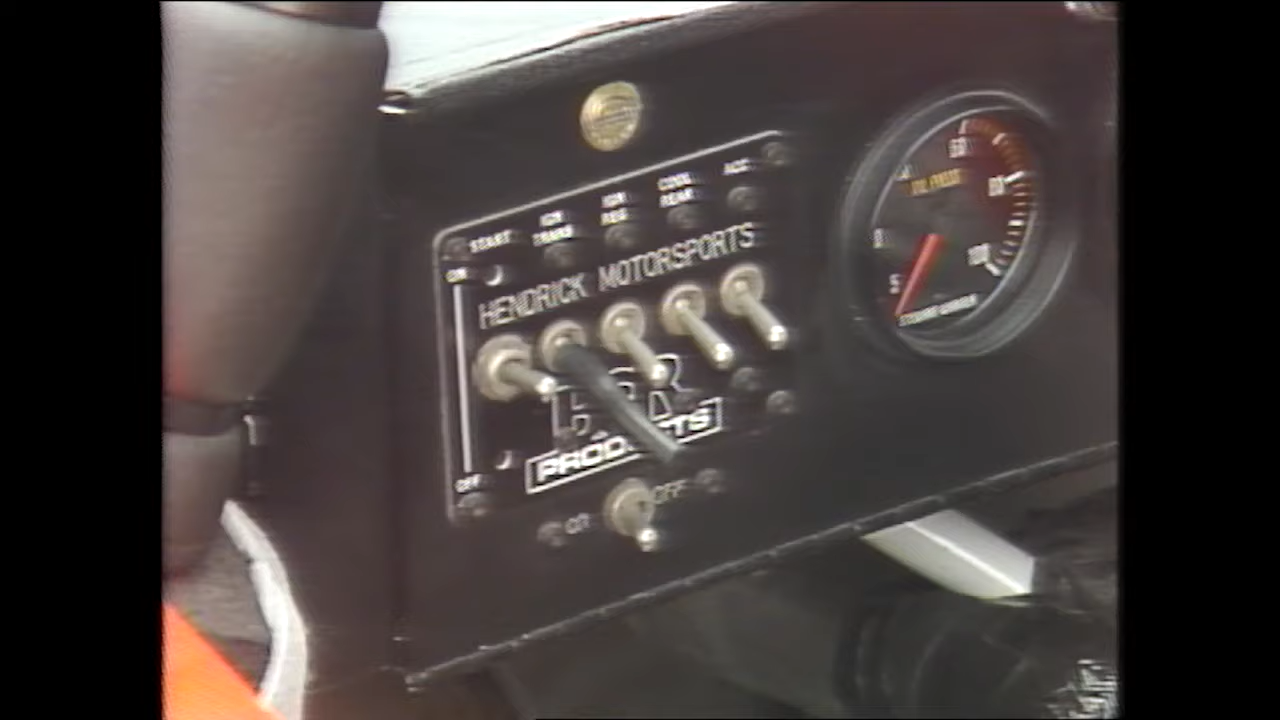 START
IGN
TRANS
IGN
REG
COOL
REAR
ACC
ON
HENDRICK MOTORSPORTS
PRODUCTS
OFF
ON
OFF
OIL PRESS
60
80
100
STEWART WARNER